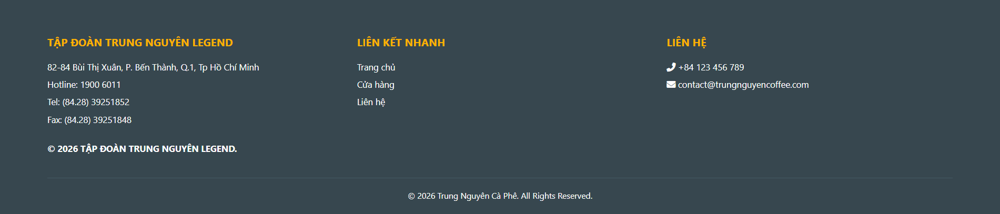 TẬP ĐOÀN TRUNG NGUYÊN LEGEND
82-84 Bùi Thị Xuân, P. Bến Thành, Q.1, Tp Hồ Chí Minh
Hotline: 1900 6011
Tel: (84.28) 39251852
Fax: (84.28) 39251848
© 2026 TẬP ĐOÀN TRUNG NGUYÊN LEGEND.
LIÊN KẾT NHANH
Trang chủ
Cửa hàng
Liên hệ
LIÊN HỆ
+84 123 456 789
contact@trungnguyencoffee.com
© 2026 Trung Nguyên Cà Phê. All Rights Reserved.